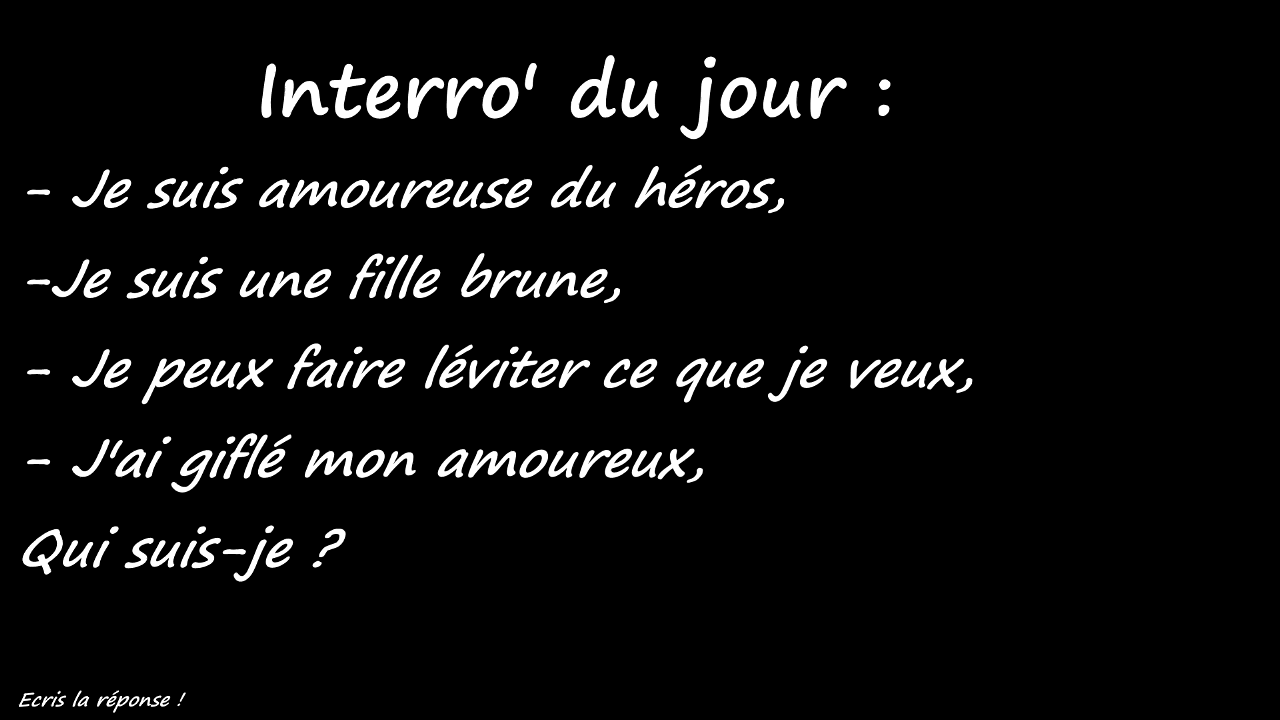 Interro' du jour :
- Je suis amoureuse du héros,
-Je suis une fille brune,
- Je peux faire léviter ce que je veux,
- J'ai giflé mon amoureux,
Qui suis-je ?
Ecris la réponse !